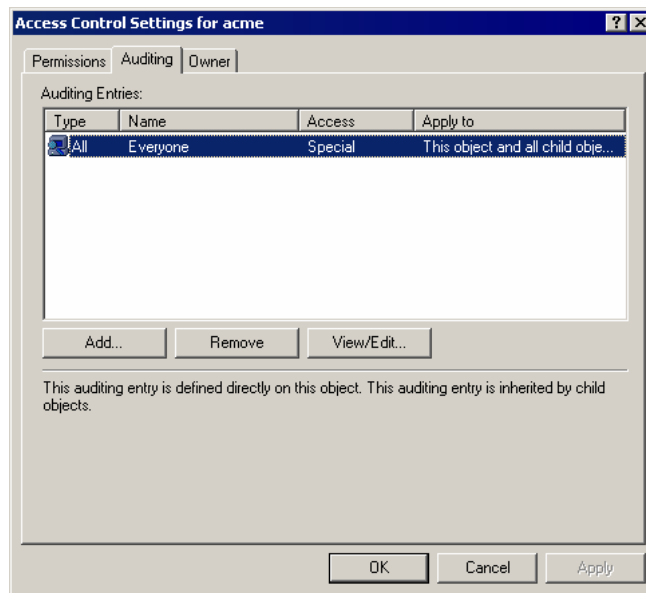 Access Control Settings for acme
Permissions Auditing Owner
Auditing Entries:
Type Name Access Apply to
All Everyone Special This object and all child obje...
Add... Remove View/Edit...
This auditing entry is defined directly on this object. This auditing entry is inherited by child
objects.
OK Cancel Apply